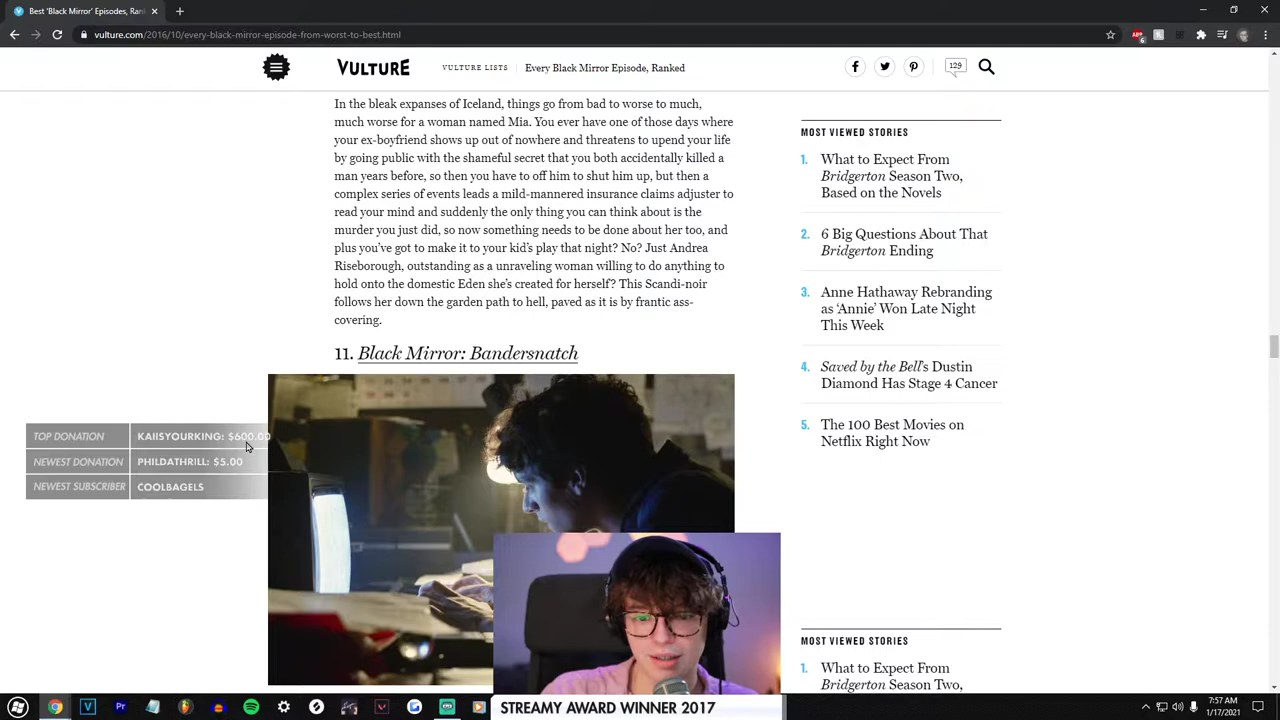 Best 'Black Mirror' Episodes, Ran
vulture.com/2016/10/every-black-mirror-episode-from-worst-to-best.html
VULTURE
VULTURE LISTS
Every Black Mirror Episode, Ranked
129
In the bleak expanses of Iceland, things go from bad to worse to much,
much worse for a woman named Mia. You ever have one of those days where
your ex-boyfriend shows up out of nowhere and threatens to upend your life
by going public with the shameful secret that you both accidentally killed a
man years before, so then you have to off him to shut him up, but then a
complex series of events leads a mild-mannered insurance claims adjuster to
read your mind and suddenly the only thing you can think about is the
murder you just did, so now something needs to be done about her too, and
plus you've got to make it to your kid's play that night? No? Just Andrea
Riseborough, outstanding as a unraveling woman willing to do anything to
hold onto the domestic Eden she's created for herself? This Scandi-noir
follows her down the garden path to hell, paved as it is by frantic ass-
covering.
11. Black Mirror: Bandersnatch
MOST VIEWED STORIES
1. What to Expect From
Bridgerton Season Two,
Based on the Novels
2. 6 Big Questions About That
Bridgerton Ending
3. Anne Hathaway Rebranding
as 'Annie' Won Late Night
This Week
4. Saved by the Bell's Dustin
Diamond Has Stage 4 Cancer
5. The 100 Best Movies on
Netflix Right Now
TOP DONATION KAIISYOURKING: $600.00
NEWEST DONATION PHILDATHRILL: $5.00
NEWEST SUBSCRIBER COOLBAGELS
MOST VIEWED STORIES
1. What to Expect From
Bridgerton Season Two,
STREAMY AWARD WINNER 2017
7:57 AM
1/17/2021